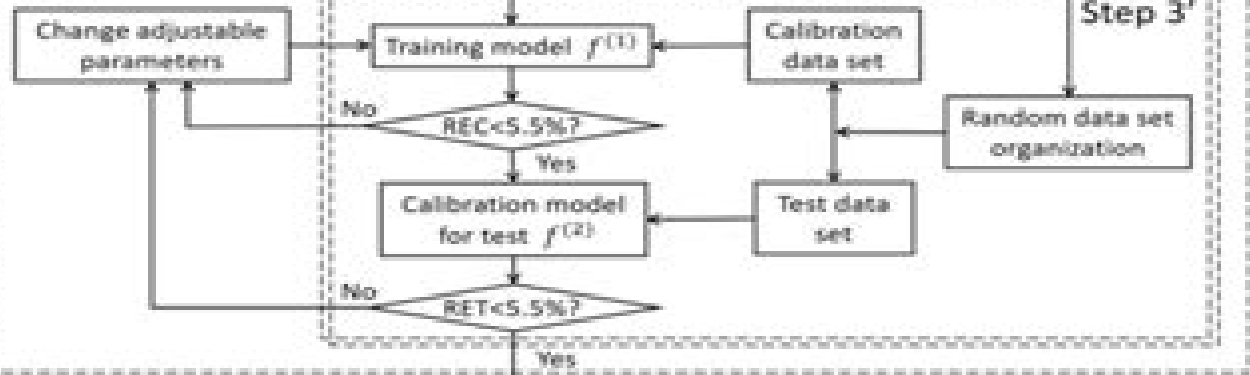 Step 3'
Change adjustable
parameters
Training model f⁽¹⁾
Calibration
data set
No
REC<5.5%?
Random data set
organization
Yes
Calibration model
for test f⁽²⁾
Test data
set
No
RET<5.5%?
Yes